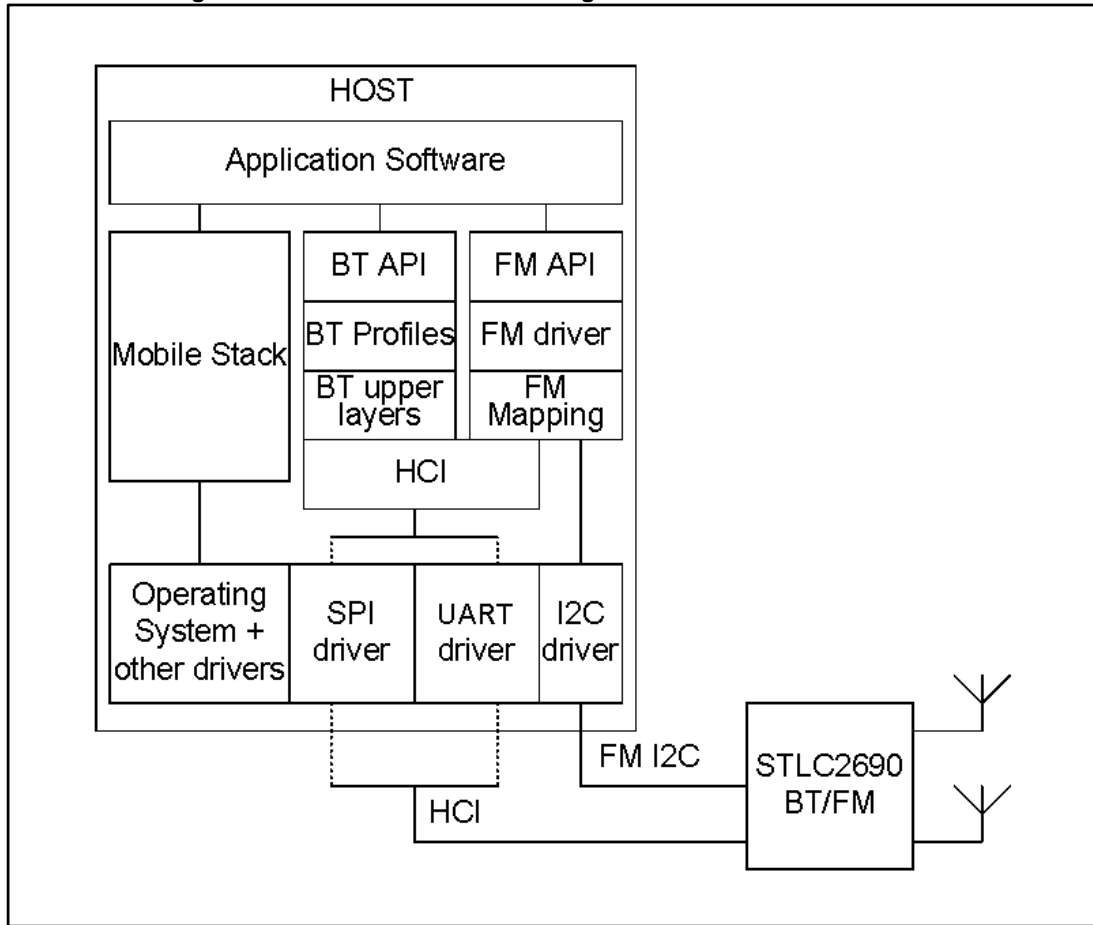 HOST
Application Software
BT API
FM API
BT Profiles
FM driver
Mobile Stack
BT upper
layers
FM
Mapping
HCI
Operating
System +
other drivers
SPI
driver
UART
driver
I2C
driver
FM I2C
STLC2690
BT/FM
HCI